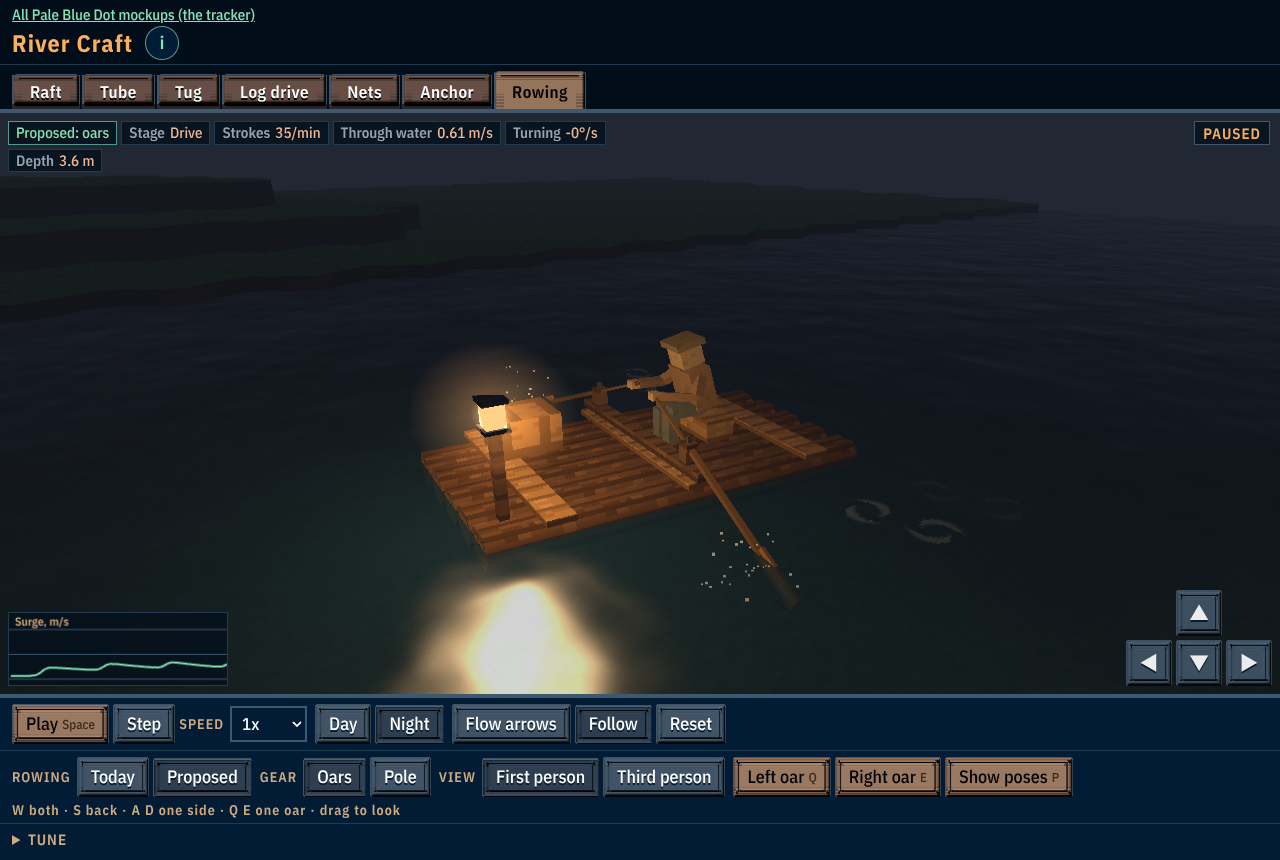 All Pale Blue Dot mockups (the tracker)
River Craft i
Raft Tube Tug Log drive Nets Anchor Rowing
Proposed: oars Stage Drive Strokes 35/min Through water 0.61 m/s Turning -0°/s PAUSED
Depth 3.6 m
Surge, m/s
Play Space Step SPEED 1x Day Night Flow arrows Follow Reset
ROWING Today Proposed GEAR Oars Pole VIEW First person Third person Left oar Q Right oar E Show poses P
W both · S back · A D one side · Q E one oar · drag to look
TUNE